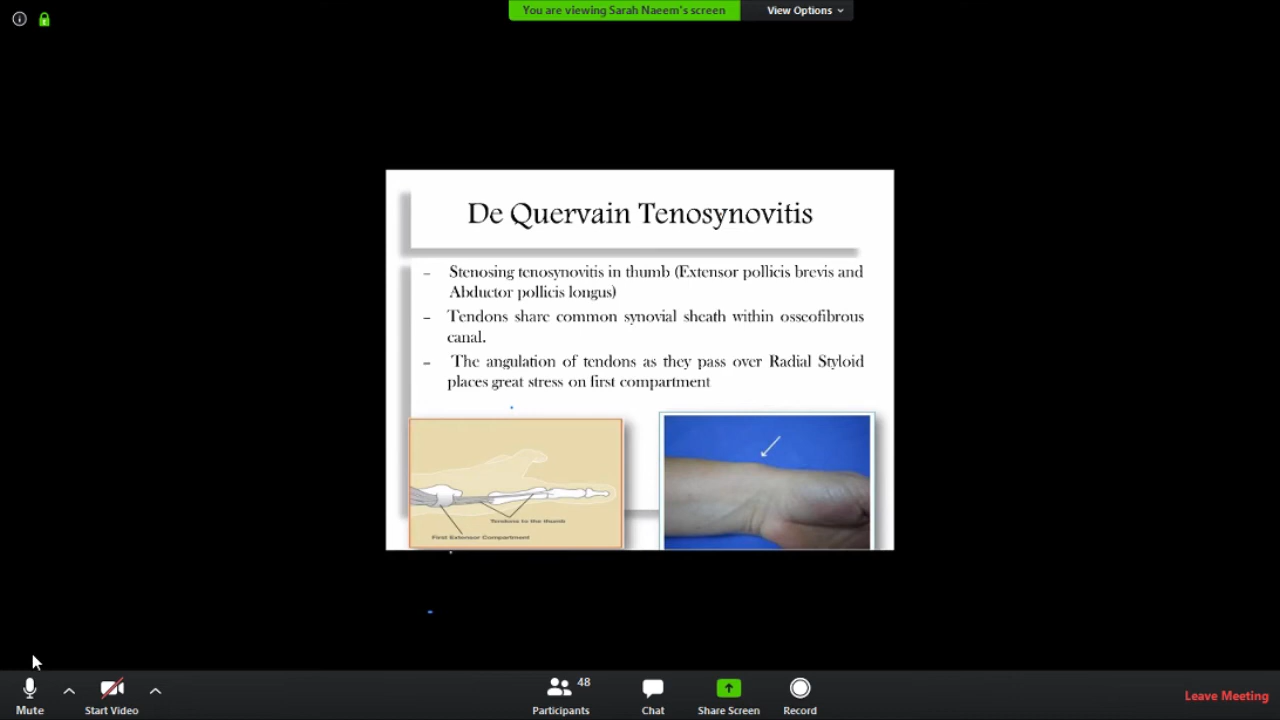 You are viewing Sarah Naeem's screen
View Options
De Quervain Tenosynovitis
– Stenosing tenosynovitis in thumb (Extensor pollicis brevis and
Abductor pollicis longus)
– Tendons share common synovial sheath within osseofibrous
canal.
– The angulation of tendons as they pass over Radial Styloid
places great stress on first compartment
Tendons to the thumb
First Extensor Compartment
Mute
Start Video
48
Participants
Chat
Share Screen
Record
Leave Meeting